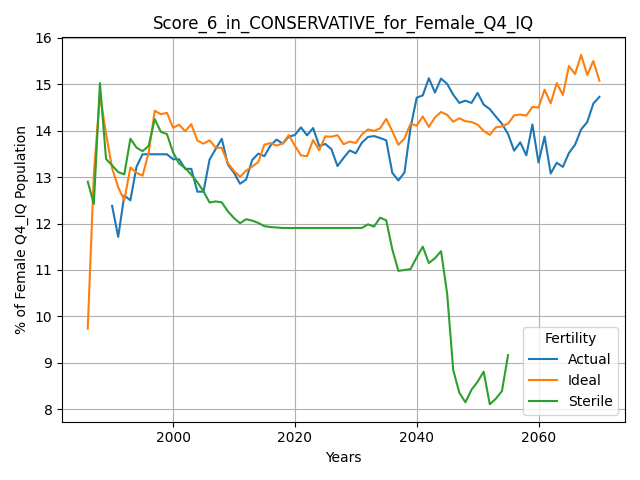 Score_6_in_CONSERVATIVE_for_Female_Q4_IQ
% of Female Q4_IQ Population
16
15
14
13
12
11
10
9
8
2000
2020
2040
2060
Years
Fertility
Actual
Ideal
Sterile